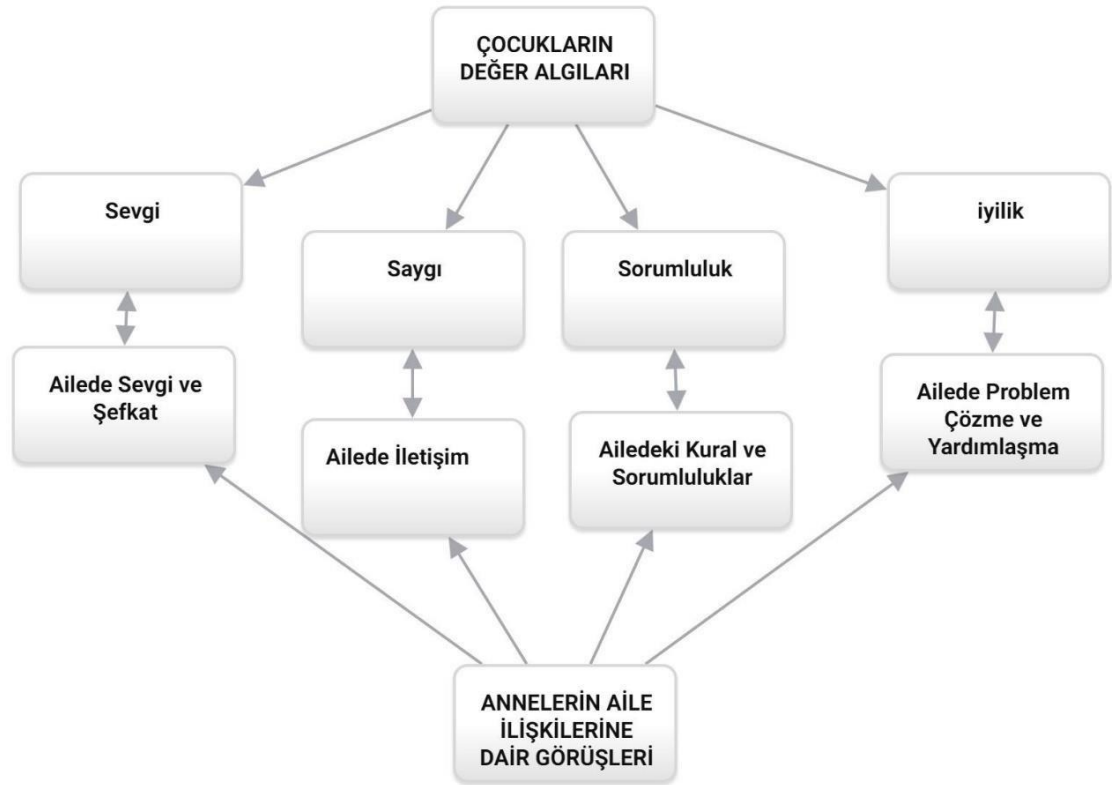 ÇOCUKLARIN
DEĞER ALGILARI
Sevgi
Saygı
Sorumluluk
iyilik
Ailede Sevgi ve
Şefkat
Ailede İletişim
Ailedeki Kural ve
Sorumluluklar
Ailede Problem
Çözme ve
Yardımlaşma
ANNELERİN AİLE
İLİŞKİLERİNE
DAİR GÖRÜŞLERİ